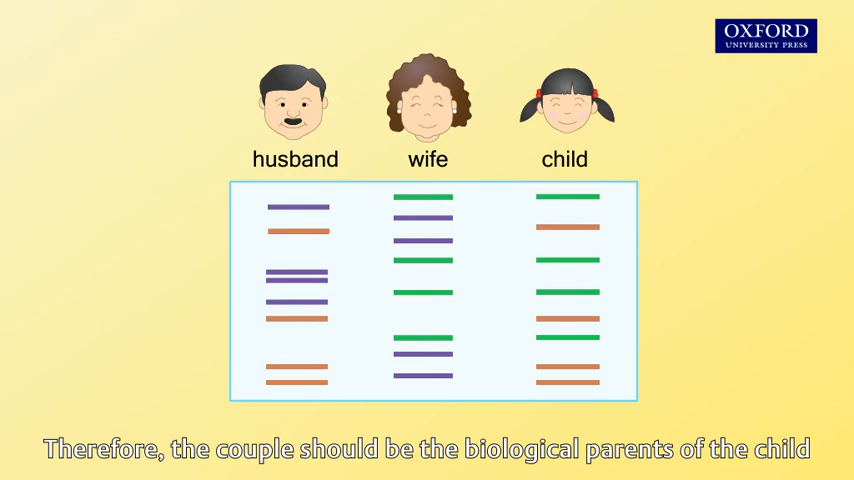 OXFORD
UNIVERSITY PRESS
husband wife child
Therefore, the couple should be the biological parents of the child